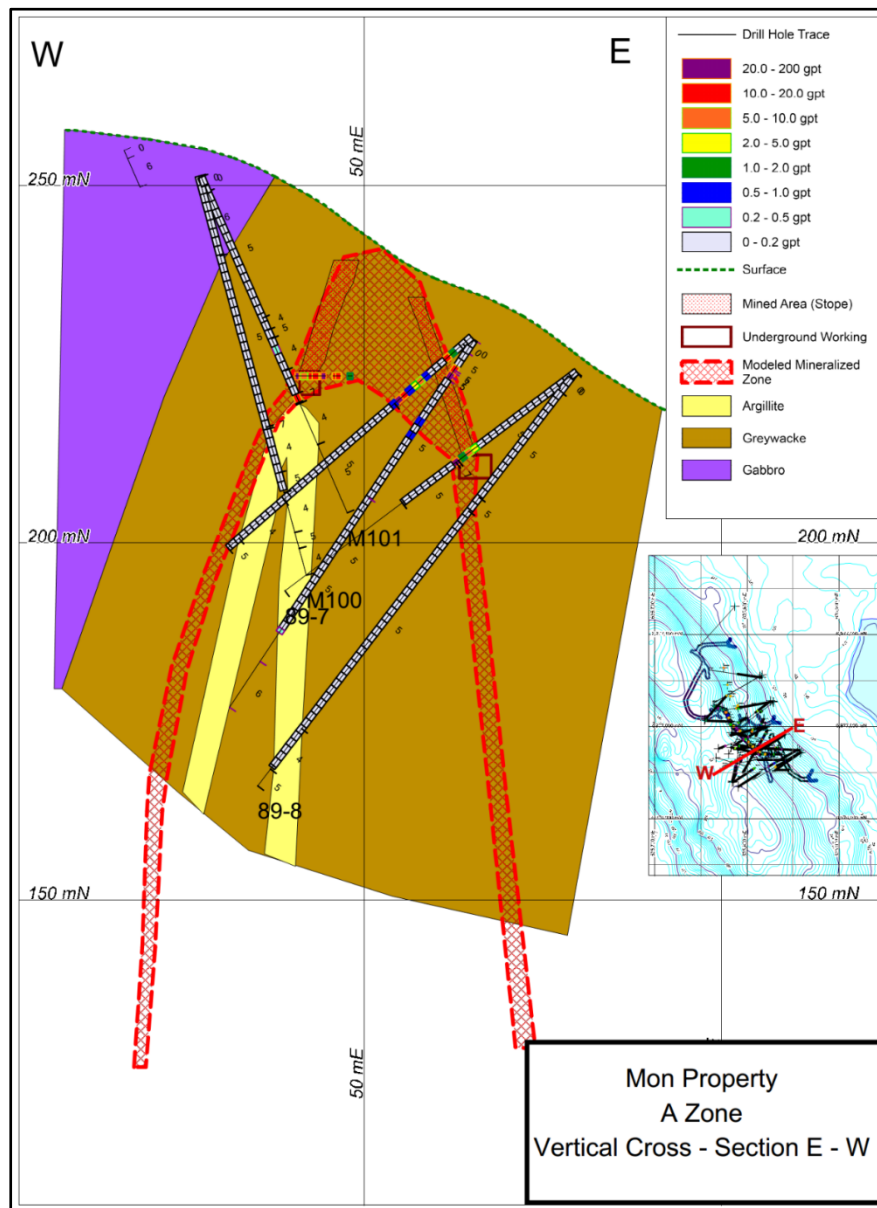 W
E
50 mE
250 mN
Drill Hole Trace
20.0 - 200 gpt
10.0 - 20.0 gpt
5.0 - 10.0 gpt
2.0 - 5.0 gpt
1.0 - 2.0 gpt
0.5 - 1.0 gpt
0.2 - 0.5 gpt
0 - 0.2 gpt
Surface
Mined Area (Stope)
Underground Working
Modeled Mineralized
Zone
Argillite
Greywacke
Gabbro
200 mN
200 mN
M101
M100
89-7
89-8
E
W
150 mN
150 mN
50 mE
Mon Property
A Zone
Vertical Cross - Section E - W